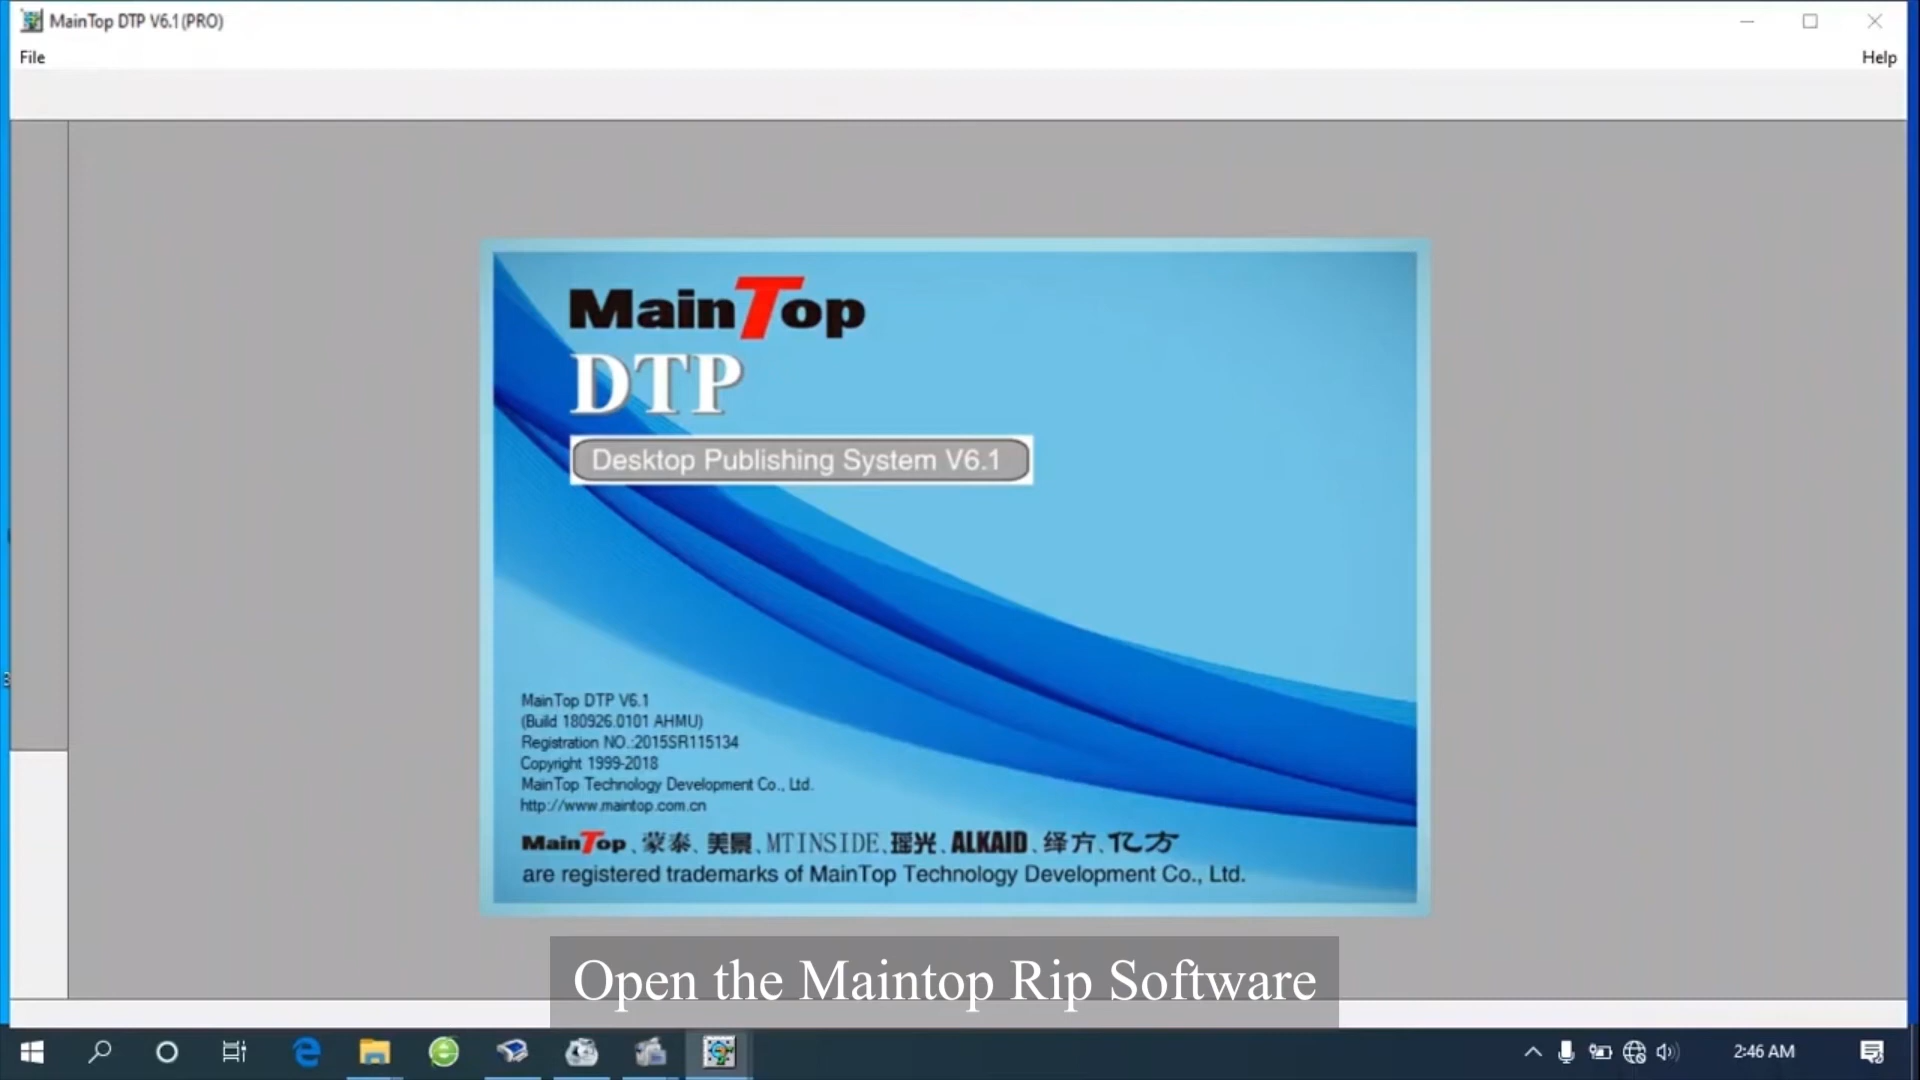 MainTop DTP V6.1(PRO)
File
Help
MainTop
DTP
Desktop Publishing System V6.1
MainTop DTP V6.1
(Build 180926.0101 AHMU)
Registration NO.:2015SR115134
Copyright 1999-2018
MainTop Technology Development Co., Ltd.
http://www.maintop.com.cn
MainTop、蒙泰、美景、MTINSIDE、瑶光、ALKAID、绎方、亿方
are registered trademarks of MainTop Technology Development Co., Ltd.
Open the Maintop Rip Software
2:46 AM